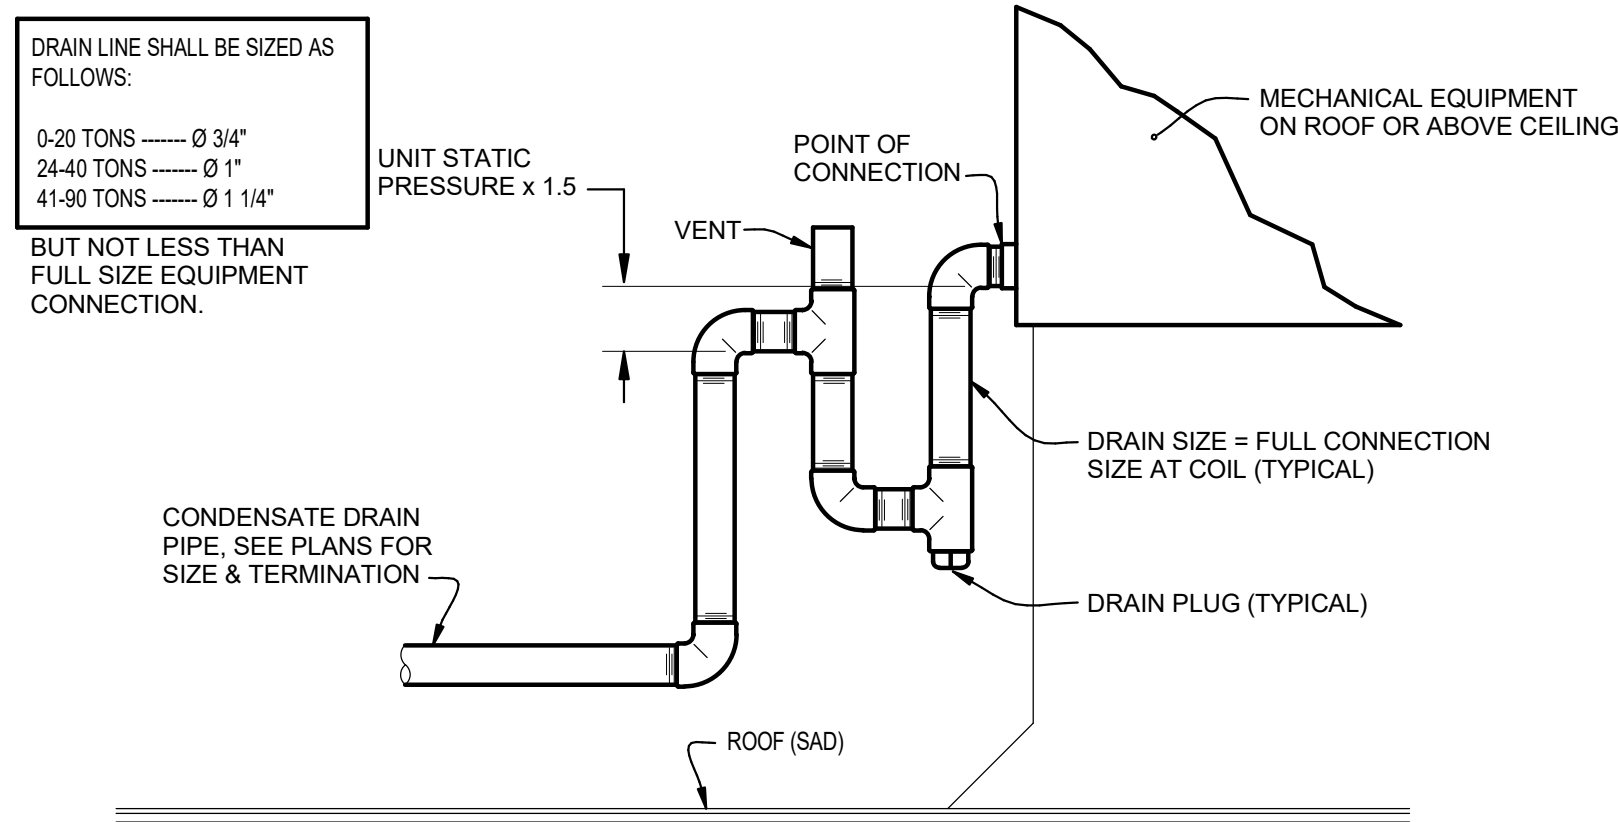 DRAIN LINE SHALL BE SIZED AS
FOLLOWS:
0-20 TONS ------- Ø 3/4"
24-40 TONS ------- Ø 1"
41-90 TONS ------- Ø 1 1/4"
BUT NOT LESS THAN
FULL SIZE EQUIPMENT
CONNECTION.
UNIT STATIC
PRESSURE x 1.5
VENT
POINT OF
CONNECTION
MECHANICAL EQUIPMENT
ON ROOF OR ABOVE CEILING
DRAIN SIZE = FULL CONNECTION
SIZE AT COIL (TYPICAL)
CONDENSATE DRAIN
PIPE, SEE PLANS FOR
SIZE & TERMINATION
DRAIN PLUG (TYPICAL)
ROOF (SAD)